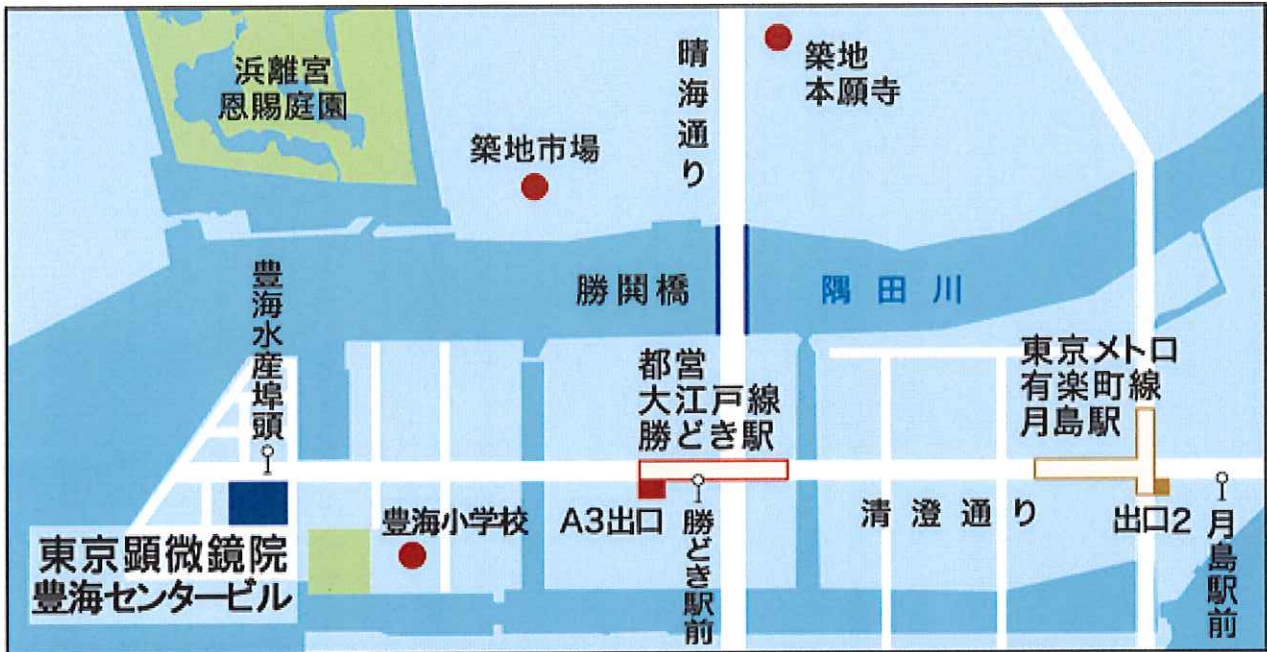 浜離宮
恩賜庭園
築地市場
晴海通り
築地
本願寺
勝鬨橋
隅田川
豊海水産埠頭
都営
大江戸線
勝どき駅
東京メトロ
有楽町線
月島駅
東京顕微鏡院
豊海センタービル
豊海小学校
A3出口
勝どき駅前
清澄通り
出口2
月島駅前